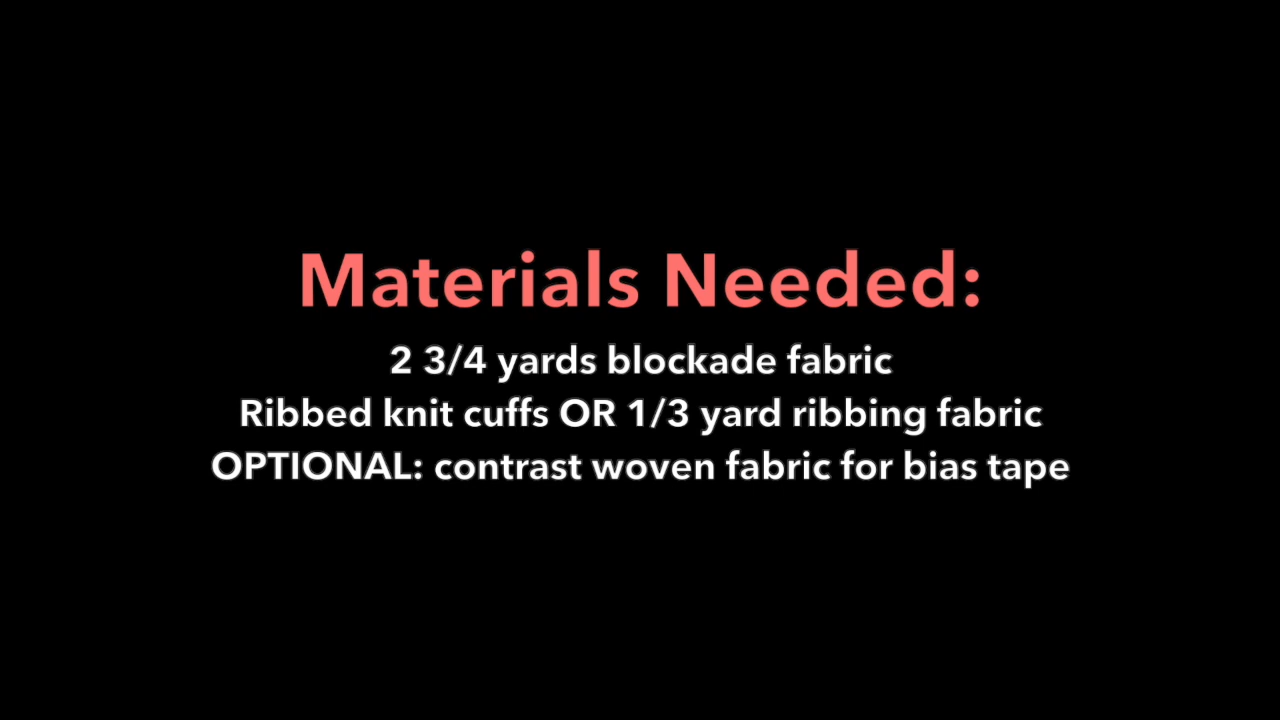 Materials Needed:
2 3/4 yards blockade fabric
Ribbed knit cuffs OR 1/3 yard ribbing fabric
OPTIONAL: contrast woven fabric for bias tape